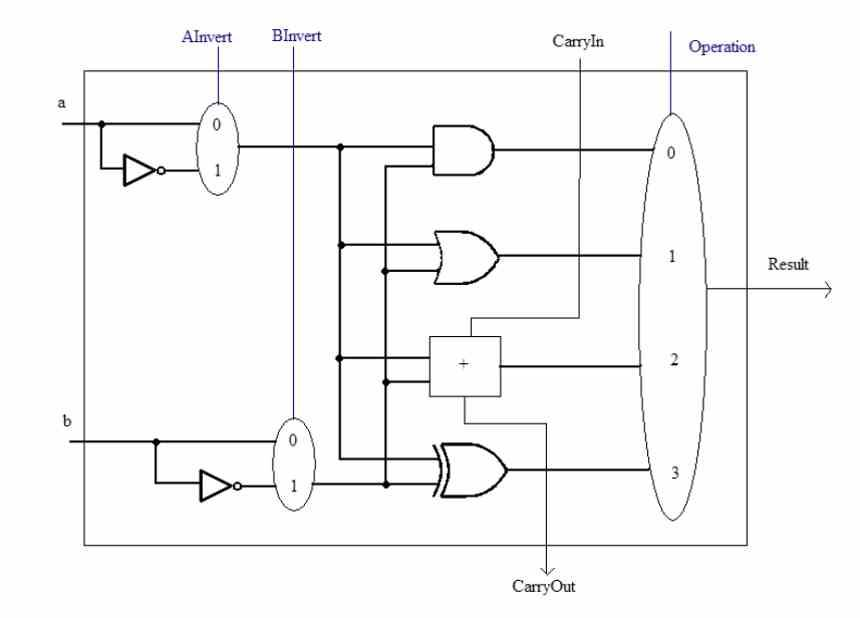 AInvert
BInvert
CarryIn
Operation
a
0
1
0
1
Result
+
2
b
0
1
3
CarryOut